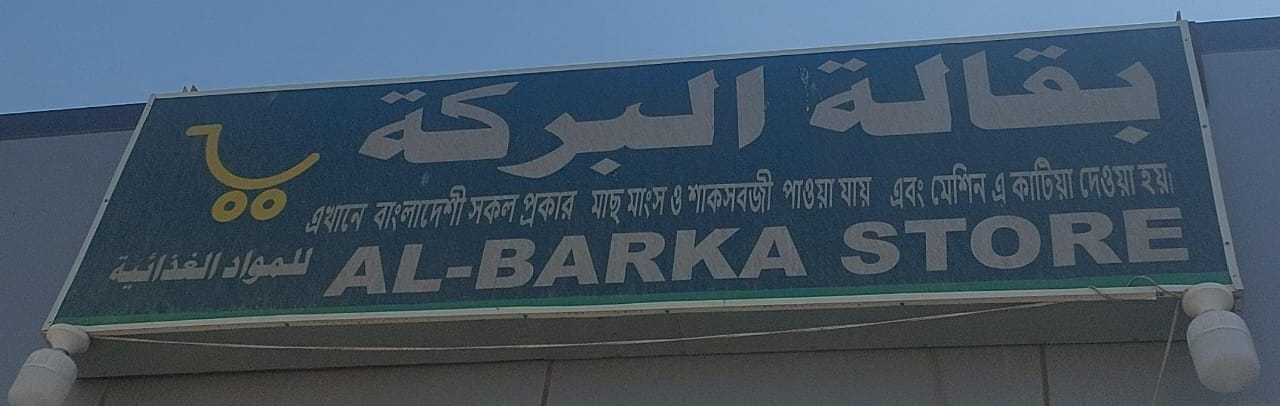 بقالة البركة
এখানে বাংলাদেশী সকল প্রকার মাছ মাংস ও শাকসবজী পাওয়া যায় এবং মেশিন এ কাটিয়া দেওয়া হয়।
AL-BARKA STORE
للمواد الغذائية